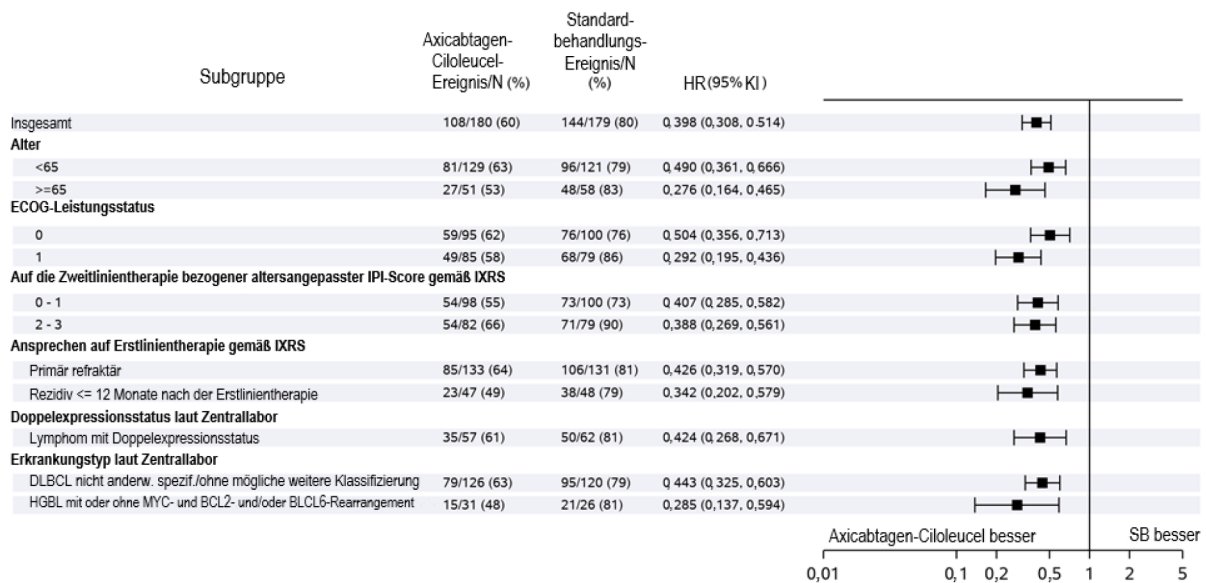 Subgruppe
Axicabtagen-
Ciloleucel-
Ereignis/N (%)
Standard-
behandlungs-
Ereignis/N
(%)
HR (95% KI )
Insgesamt 108/180 (60) 144/179 (80) 0,398 (0,308, 0.514)
Alter
<65 81/129 (63) 96/121 (79) 0,490 (0,361, 0,666)
>=65 27/51 (53) 48/58 (83) 0,276 (0,164, 0,465)
ECOG-Leistungsstatus
0 59/95 (62) 76/100 (76) 0,504 (0,356, 0,713)
1 49/85 (58) 68/79 (86) 0,292 (0,195, 0,436)
Auf die Zweitlinientherapie bezogener altersangepasster IPI-Score gemäß IXRS
0 - 1 54/98 (55) 73/100 (73) 0,407 (0,285, 0,582)
2 - 3 54/82 (66) 71/79 (90) 0,388 (0,269, 0,561)
Ansprechen auf Erstlinientherapie gemäß IXRS
Primär refraktär 85/133 (64) 106/131 (81) 0,426 (0,319, 0,570)
Rezidiv <= 12 Monate nach der Erstlinientherapie 23/47 (49) 38/48 (79) 0,342 (0,202, 0,579)
Doppelexpressionsstatus laut Zentrallabor
Lymphom mit Doppelexpressionsstatus 35/57 (61) 50/62 (81) 0,424 (0,268, 0,671)
Erkrankungstyp laut Zentrallabor
DLBCL nicht anderw. spezif./ohne mögliche weitere Klassifizierung 79/126 (63) 95/120 (79) 0,443 (0,325, 0,603)
HGBL mit oder ohne MYC- und BCL2- und/oder BLCL6-Rearrangement 15/31 (48) 21/26 (81) 0,285 (0,137, 0,594)
Axicabtagen-Ciloleucel besser SB besser
0,01 0,1 0,2 0,5 1 2 5